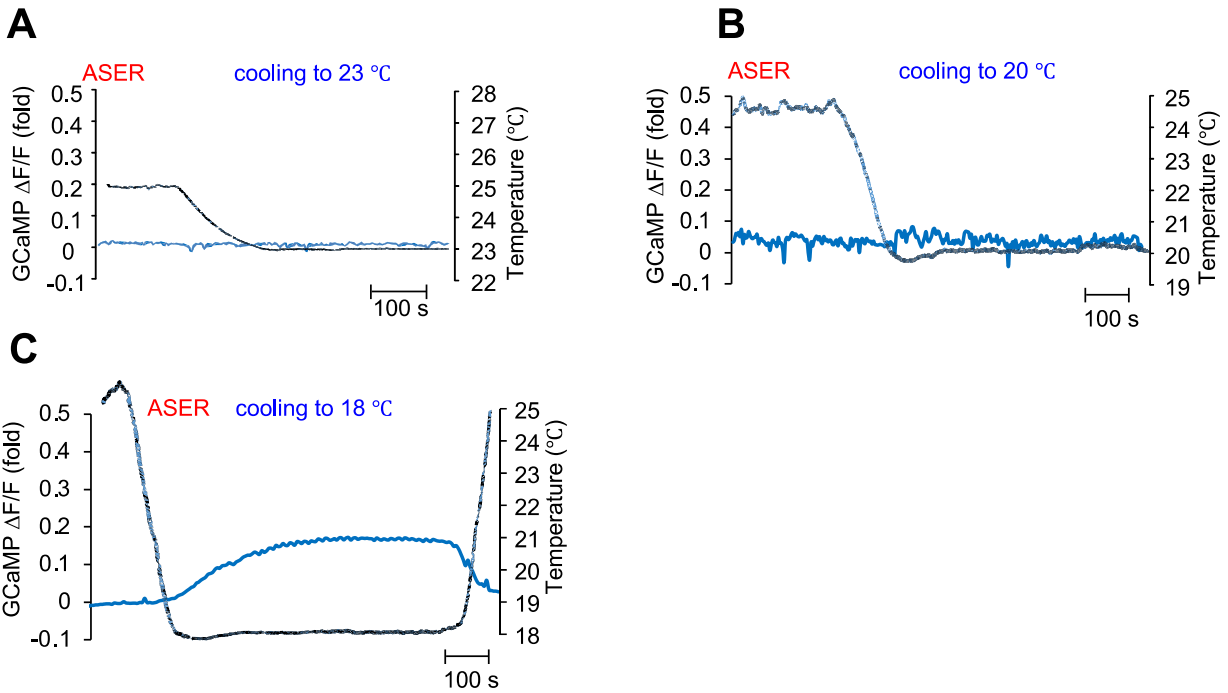 A
ASER cooling to 23 ℃
GCaMP ΔF/F (fold)
0.5
0.4
0.3
0.2
0.1
0
-0.1
28
27
26
25
24
23
22
Temperature (℃)
100 s
B
ASER cooling to 20 ℃
GCaMP ΔF/F (fold)
0.5
0.4
0.3
0.2
0.1
0
-0.1
25
24
23
22
21
20
19
Temperature (℃)
100 s
C
ASER cooling to 18 ℃
GCaMP ΔF/F (fold)
0.5
0.4
0.3
0.2
0.1
0
-0.1
25
24
23
22
21
20
19
18
Temperature (℃)
100 s